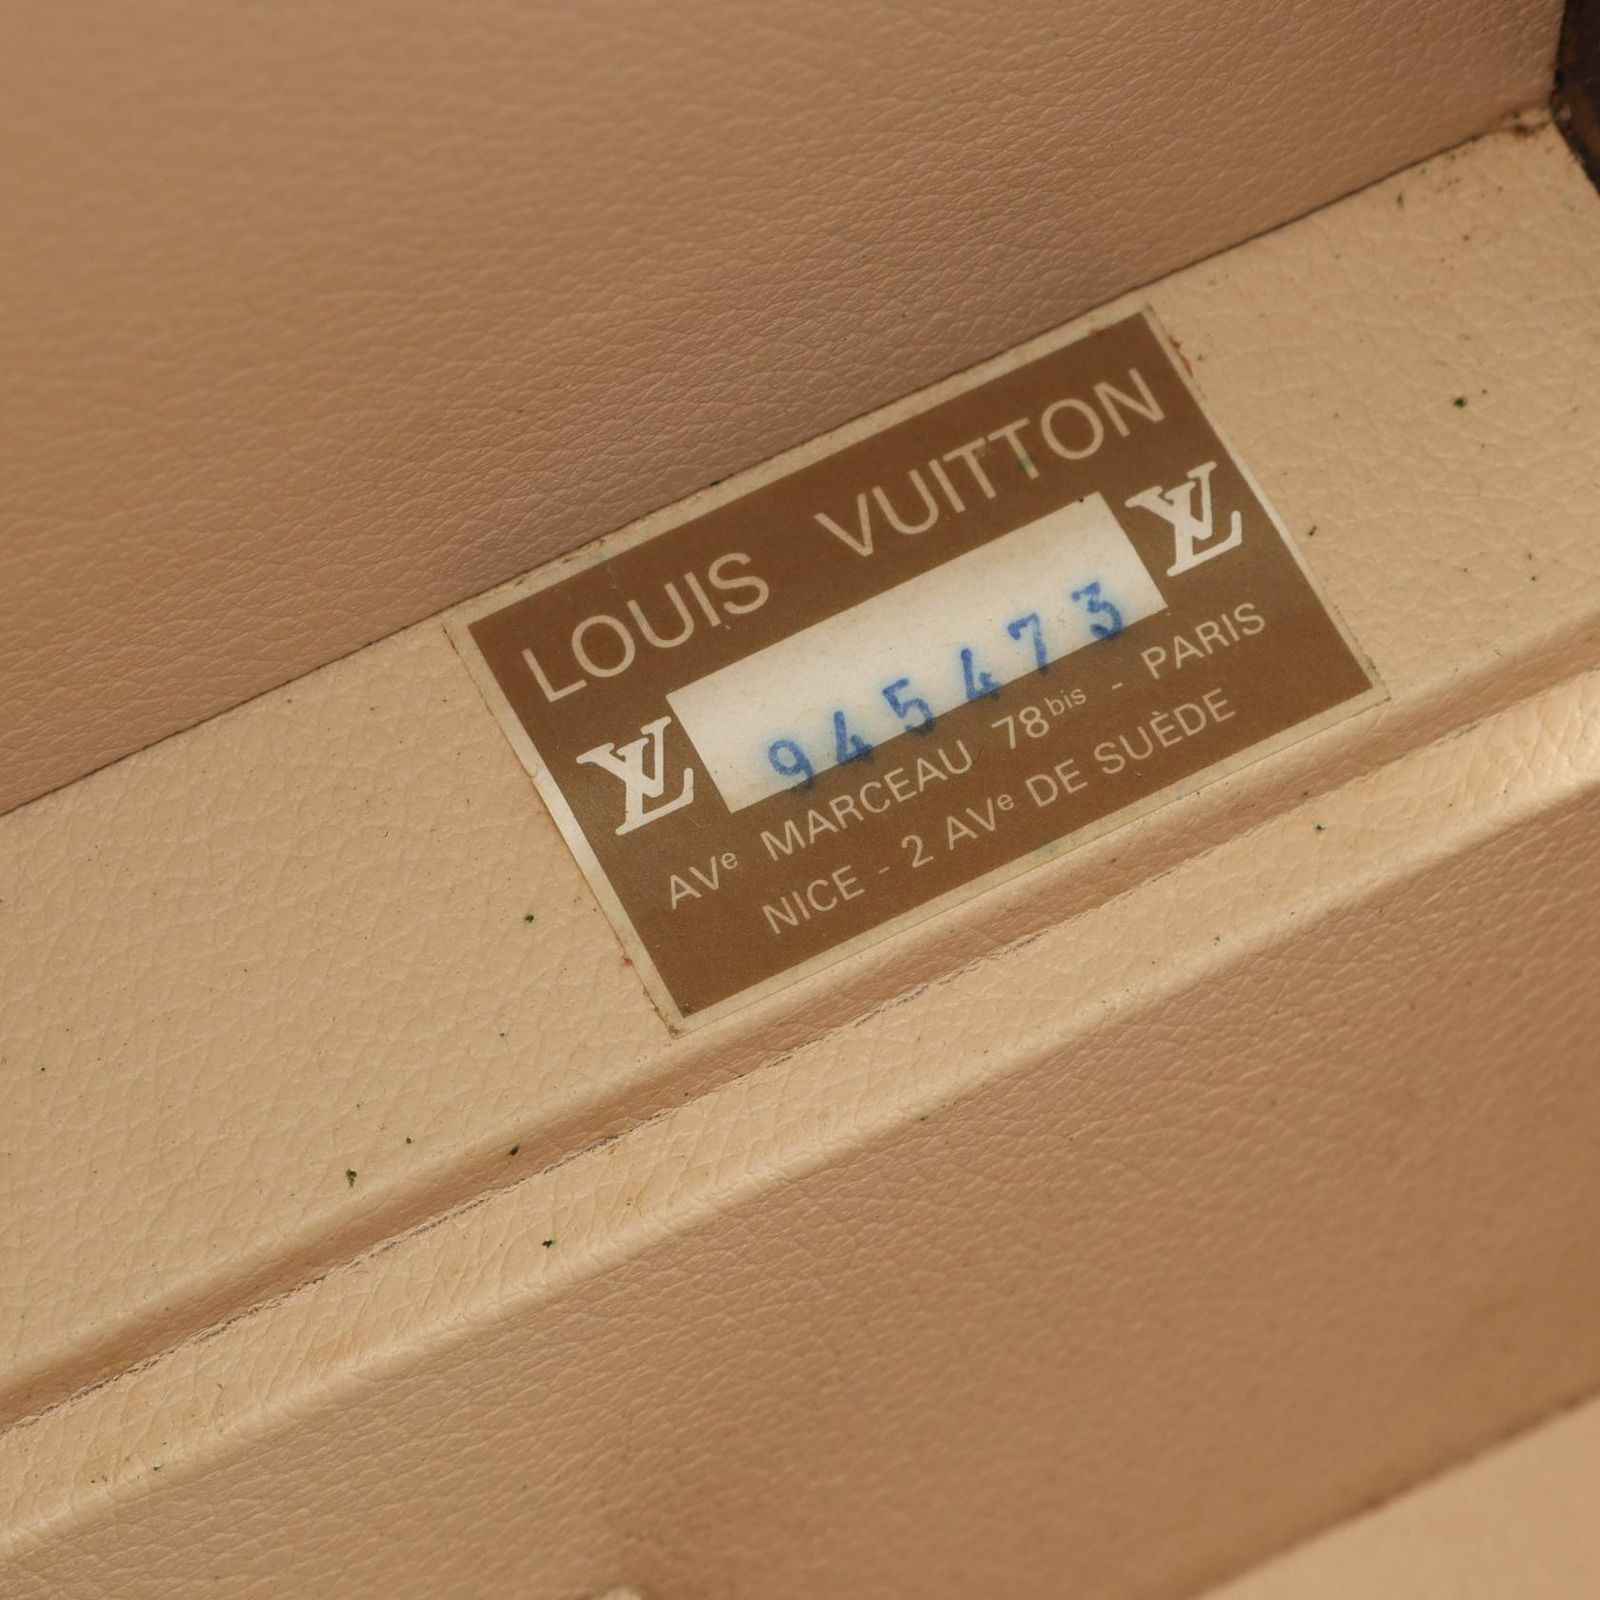 LOUIS VUITTON
LV 945473 LV
AVe MARCEAU 78bis - PARIS
NICE - 2 AVe DE SUÈDE